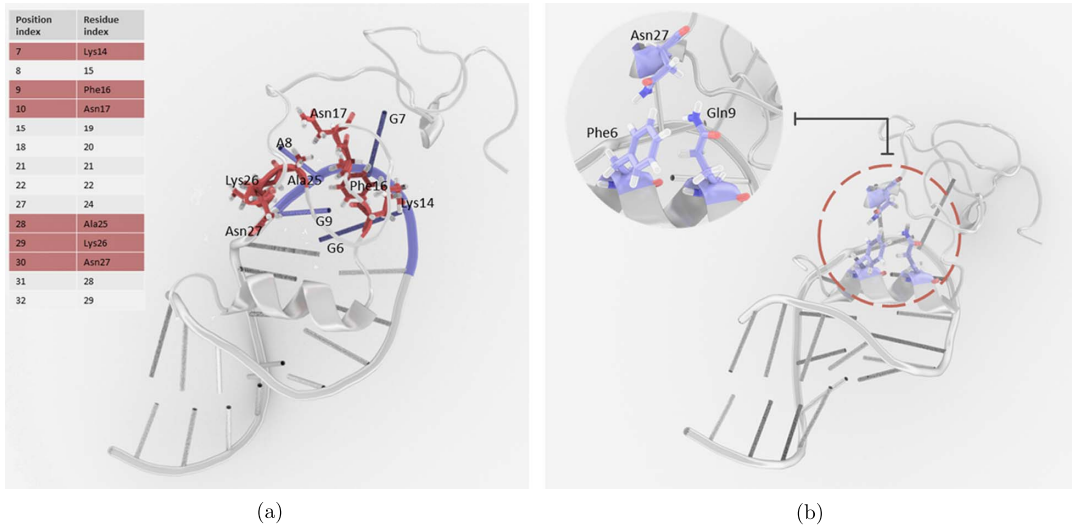 Position index Residue index
7 Lys14
8 15
9 Phe16
10 Asn17
15 19
18 20
21 21
22 22
27 24
28 Ala25
29 Lys26
30 Asn27
31 28
32 29
Asn17
G7
A8
Lys26
Ala25
Phe16
Lys14
G9
Asn27
G6
Asn27
Gln9
Phe6
(a)
(b)